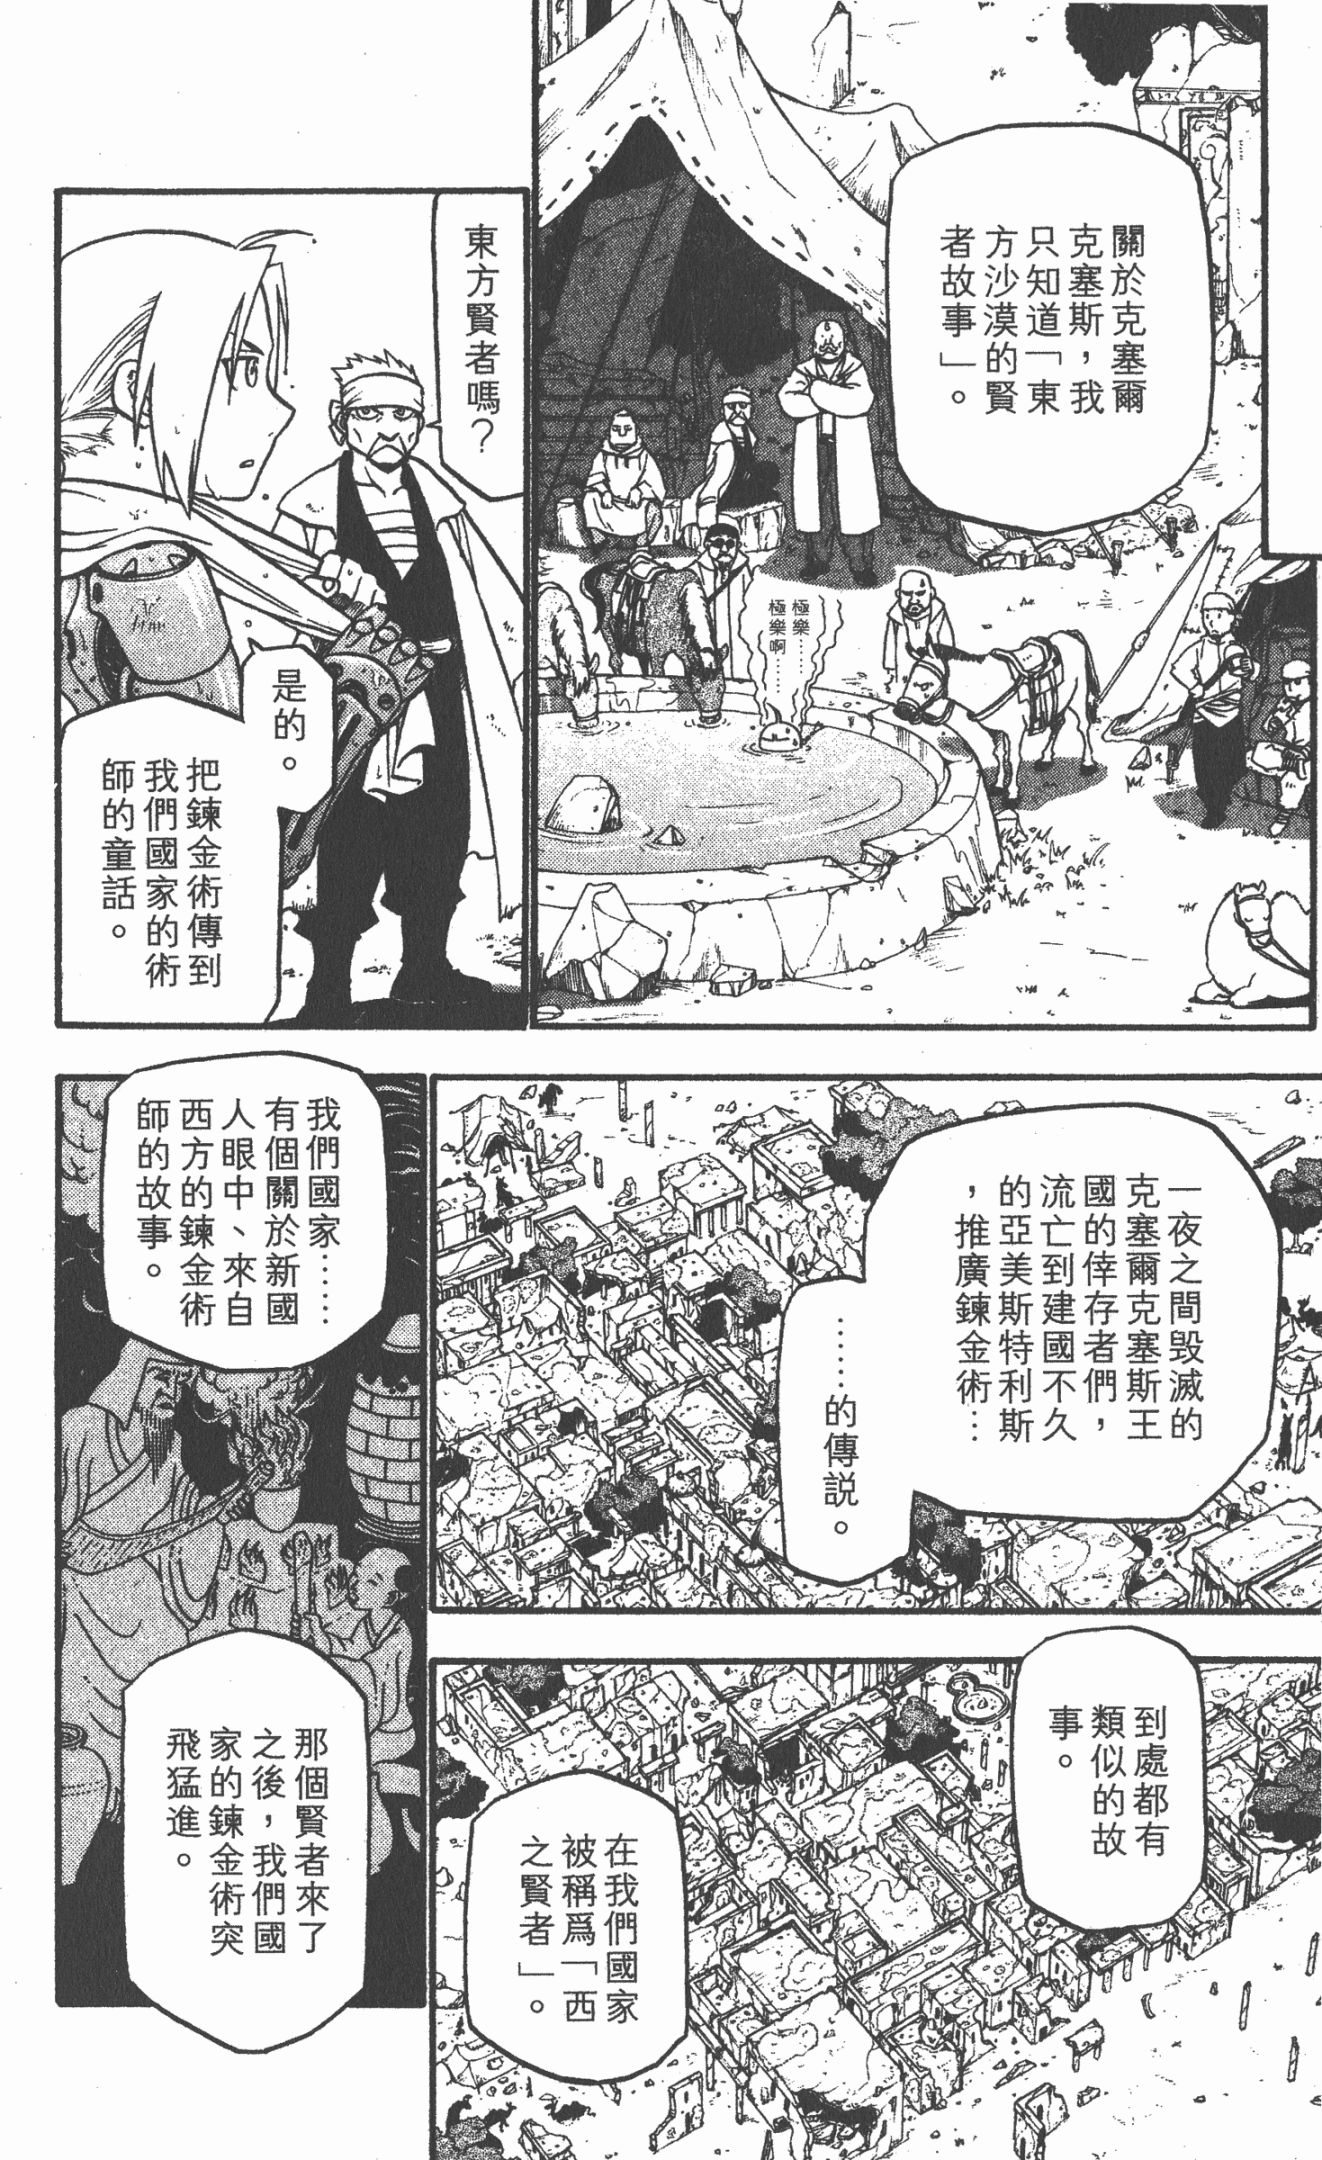 關於克塞爾
克塞斯，我
只知道「東
方沙漠的賢
者故事」。
極樂……
極樂啊……
東方賢者嗎？
是的。
把鍊金術傳到
我們國家的術
師的童話。
一夜之間毀滅的
克塞爾克塞斯王
國的倖存者們，
流亡到建國不久
的亞美斯特利斯
，推廣鍊金術…
……的傳說。
我們國家……
有個關於新國
人眼中、來自
西方的鍊金術
師的故事。
到處都有
類似的故
事。
在我們國家
被稱爲「西
之賢者」。
那個賢者來了
之後，我們國
家的鍊金術突
飛猛進。